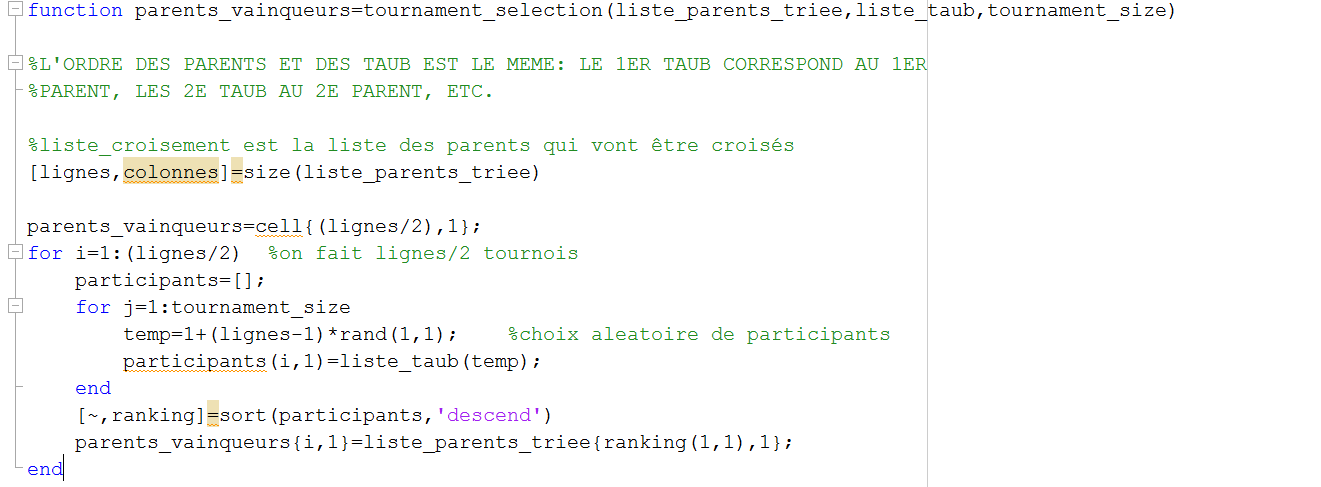 function parents_vainqueurs=tournament_selection(liste_parents_triee,liste_taub,tournament_size)
%L'ORDRE DES PARENTS ET DES TAUB EST LE MEME: LE 1ER TAUB CORRESPOND AU 1ER
%PARENT, LES 2E TAUB AU 2E PARENT, ETC.
%liste_croisement est la liste des parents qui vont être croisés
[lignes,colonnes]=size(liste_parents_triee)
parents_vainqueurs=cell{(lignes/2),1};
for i=1:(lignes/2)  %on fait lignes/2 tournois
    participants=[];
    for j=1:tournament_size
        temp=1+(lignes-1)*rand(1,1);    %choix aleatoire de participants
        participants(i,1)=liste_taub(temp);
    end
    [~,ranking]=sort(participants,'descend')
    parents_vainqueurs{i,1}=liste_parents_triee{ranking(1,1),1};
end